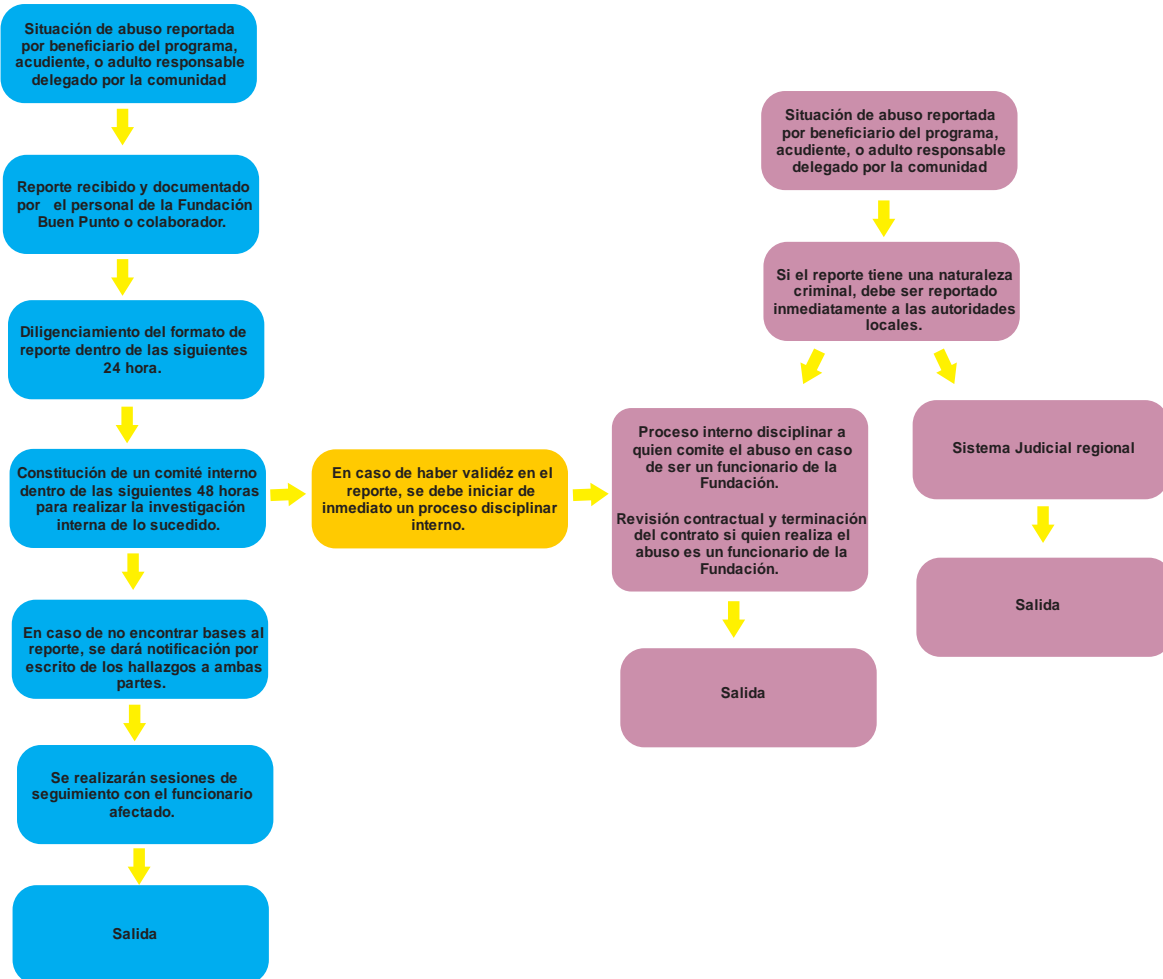 Situación de abuso reportada
por beneficiario del programa,
acudiente, o adulto responsable
delegado por la comunidad
Reporte recibido y documentado
por el personal de la Fundación
Buen Punto o colaborador.
Diligenciamiento del formato de
reporte dentro de las siguientes
24 hora.
Constitución de un comité interno
dentro de las siguientes 48 horas
para realizar la investigación
interna de lo sucedido.
En caso de no encontrar bases al
reporte, se dará notificación por
escrito de los hallazgos a ambas
partes.
Se realizarán sesiones de
seguimiento con el funcionario
afectado.
Salida
En caso de haber validéz en el
reporte, se debe iniciar de
inmediato un proceso disciplinar
interno.
Situación de abuso reportada
por beneficiario del programa,
acudiente, o adulto responsable
delegado por la comunidad
Si el reporte tiene una naturaleza
criminal, debe ser reportado
inmediatamente a las autoridades
locales.
Proceso interno disciplinar a
quien comite el abuso en caso
de ser un funcionario de la
Fundación.
Revisión contractual y terminación
del contrato si quien realiza el
abuso es un funcionario de la
Fundación.
Salida
Sistema Judicial regional
Salida